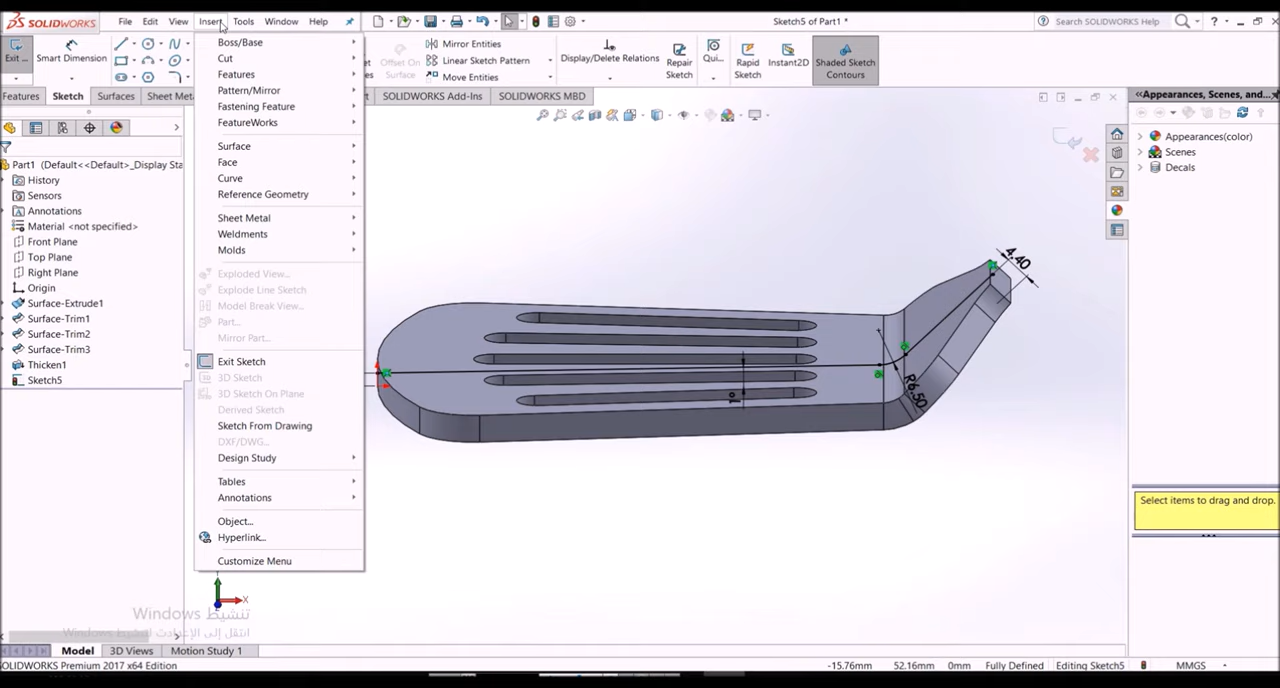 SOLIDWORKS File Edit View Insert Tools Window Help Sketch5 of Part1 * Search SOLIDWORKS Help
Exit ... Smart Dimension Offset On Surface Mirror Entities Linear Sketch Pattern Move Entities Display/Delete Relations Repair Sketch Qui... Rapid Sketch Instant2D Shaded Sketch Contours
Features Sketch Surfaces Sheet Meta SOLIDWORKS Add-Ins SOLIDWORKS MBD
Part1 (Default<<Default>_Display Sta
History
Sensors
Annotations
Material <not specified>
Front Plane
Top Plane
Right Plane
Origin
Surface-Extrude1
Surface-Trim1
Surface-Trim2
Surface-Trim3
Thicken1
Sketch5
Boss/Base
Cut
Features
Pattern/Mirror
Fastening Feature
FeatureWorks
Surface
Face
Curve
Reference Geometry
Sheet Metal
Weldments
Molds
Exploded View...
Explode Line Sketch
Model Break View...
Part...
Mirror Part...
Exit Sketch
3D Sketch
3D Sketch On Plane
Derived Sketch
Sketch From Drawing
DXF/DWG...
Design Study
Tables
Annotations
Object...
Hyperlink...
Customize Menu
4.40
R6.50
1°
Appearances, Scenes, and...
Appearances(color)
Scenes
Decals
Select items to drag and drop.
X
تنشيط Windows
Model 3D Views Motion Study 1
SOLIDWORKS Premium 2017 x64 Edition -15.76mm 52.16mm 0mm Fully Defined Editing Sketch5 MMGS